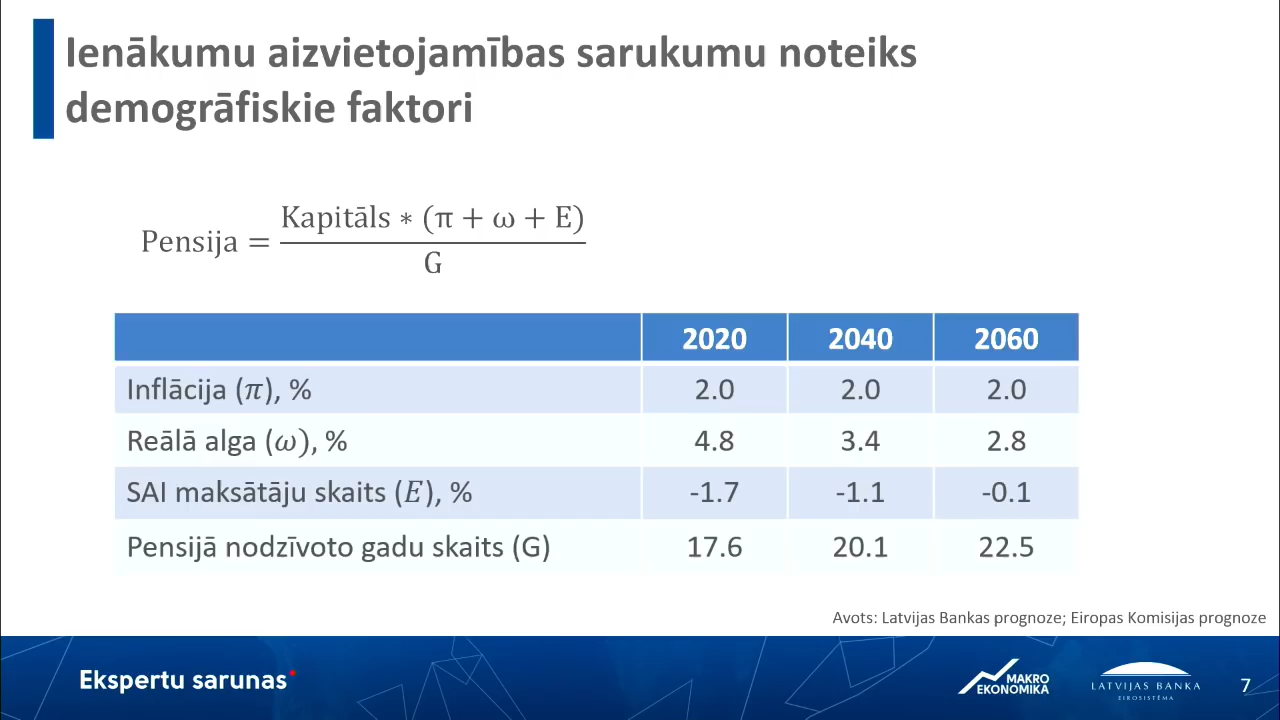 Ienākumu aizvietojamības sarukumu noteiks
demogrāfiskie faktori
Pensija = Kapitāls ∗ (π + ω + E) / G
2020 2040 2060
Inflācija (π), % 2.0 2.0 2.0
Reālā alga (ω), % 4.8 3.4 2.8
SAI maksātāju skaits (E), % -1.7 -1.1 -0.1
Pensijā nodzīvoto gadu skaits (G) 17.6 20.1 22.5
Avots: Latvijas Bankas prognoze; Eiropas Komisijas prognoze
Ekspertu sarunas
MAKRO
EKONOMIKA
LATVIJAS BANKA
EIROSISTĒMA
7